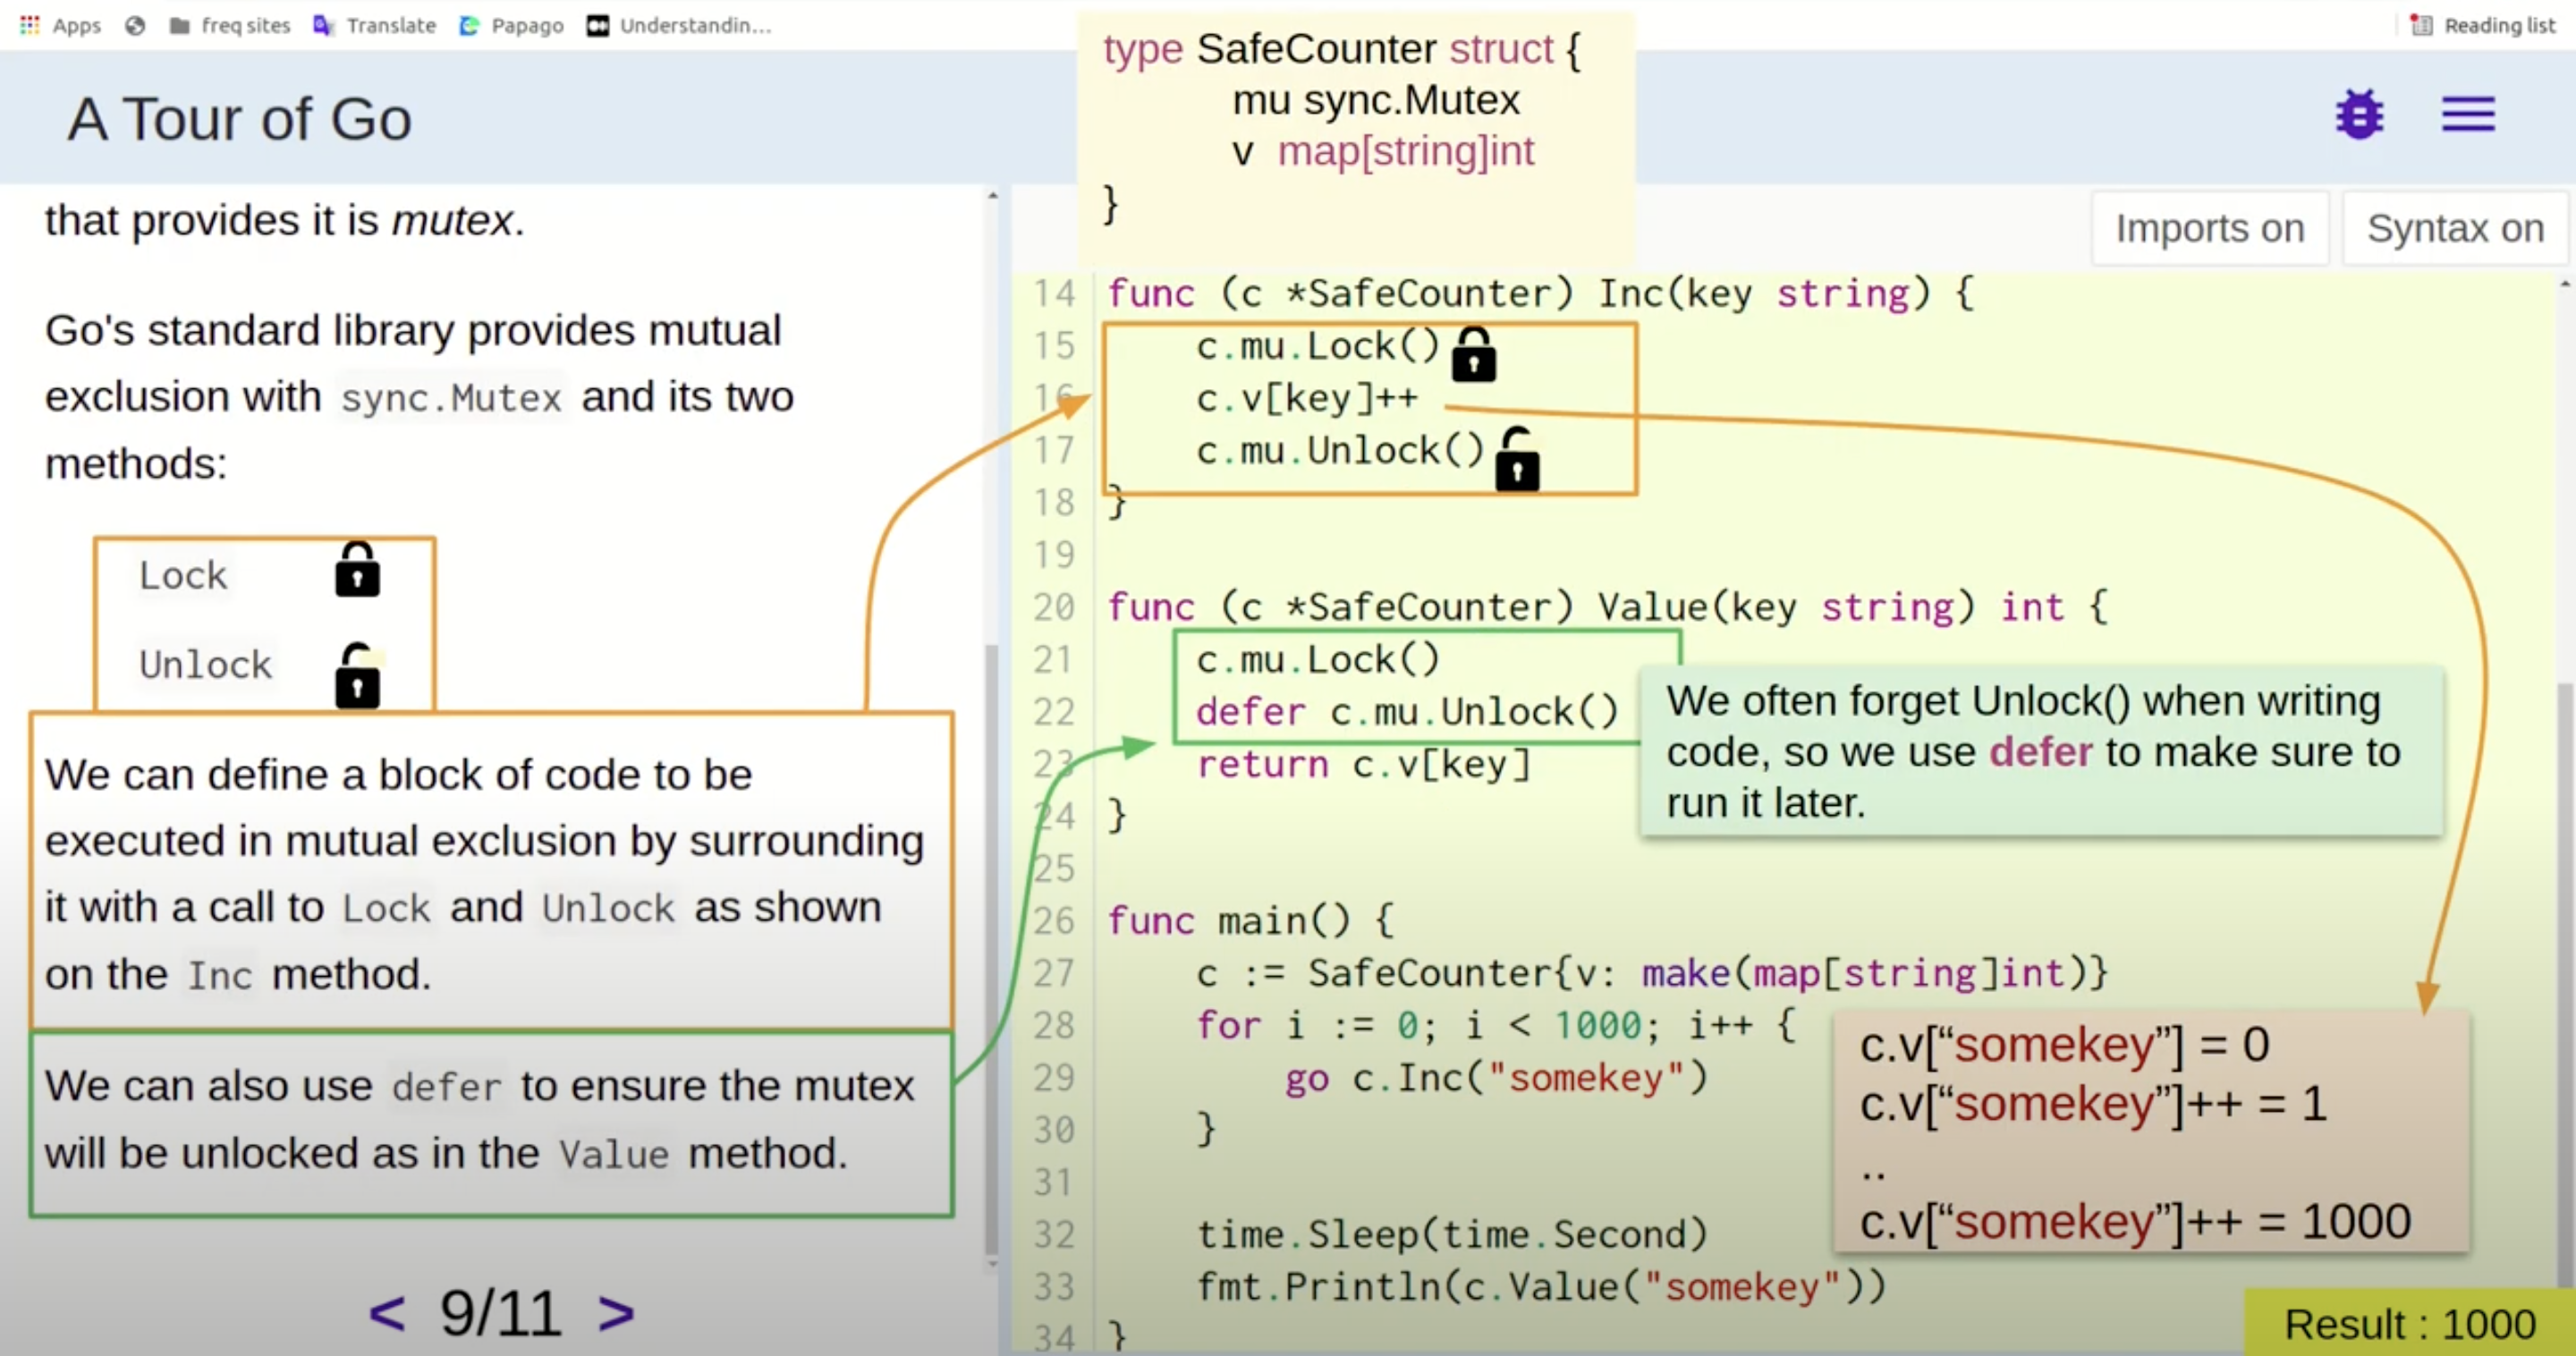 Apps
freq sites
Translate
Papago
Understandin...
Reading list
A Tour of Go
type SafeCounter struct {
mu sync.Mutex
v map[string]int
}
Imports on
Syntax on
that provides it is mutex.
Go's standard library provides mutual
exclusion with sync.Mutex and its two
methods:
Lock
Unlock
We can define a block of code to be
executed in mutual exclusion by surrounding
it with a call to Lock and Unlock as shown
on the Inc method.
We can also use defer to ensure the mutex
will be unlocked as in the Value method.
< 9/11 >
14 func (c *SafeCounter) Inc(key string) {
15 c.mu.Lock()
16 c.v[key]++
17 c.mu.Unlock()
18 }
19
20 func (c *SafeCounter) Value(key string) int {
21 c.mu.Lock()
22 defer c.mu.Unlock()
23 return c.v[key]
24 }
25
26 func main() {
27 c := SafeCounter{v: make(map[string]int)}
28 for i := 0; i < 1000; i++ {
29 go c.Inc("somekey")
30 }
31
32 time.Sleep(time.Second)
33 fmt.Println(c.Value("somekey"))
34 }
We often forget Unlock() when writing
code, so we use defer to make sure to
run it later.
c.v[“somekey”] = 0
c.v[“somekey”]++ = 1
..
c.v[“somekey”]++ = 1000
Result : 1000